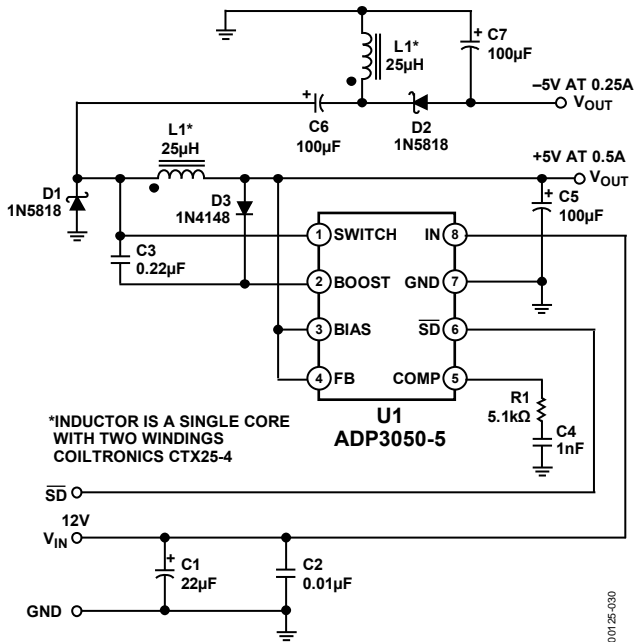 C7
100µF
L1*
25µH
–5V AT 0.25A
VOUT
C6
100µF
D2
1N5818
L1*
25µH
+5V AT 0.5A
VOUT
D1
1N5818
D3
1N4148
C5
100µF
C3
0.22µF
1 SWITCH IN 8
2 BOOST GND 7
3 BIAS SD 6
4 FB COMP 5
U1
ADP3050-5
R1
5.1kΩ
C4
1nF
*INDUCTOR IS A SINGLE CORE
WITH TWO WINDINGS
COILTRONICS CTX25-4
SD
12V
VIN
C1
22µF
C2
0.01µF
GND
00125-030